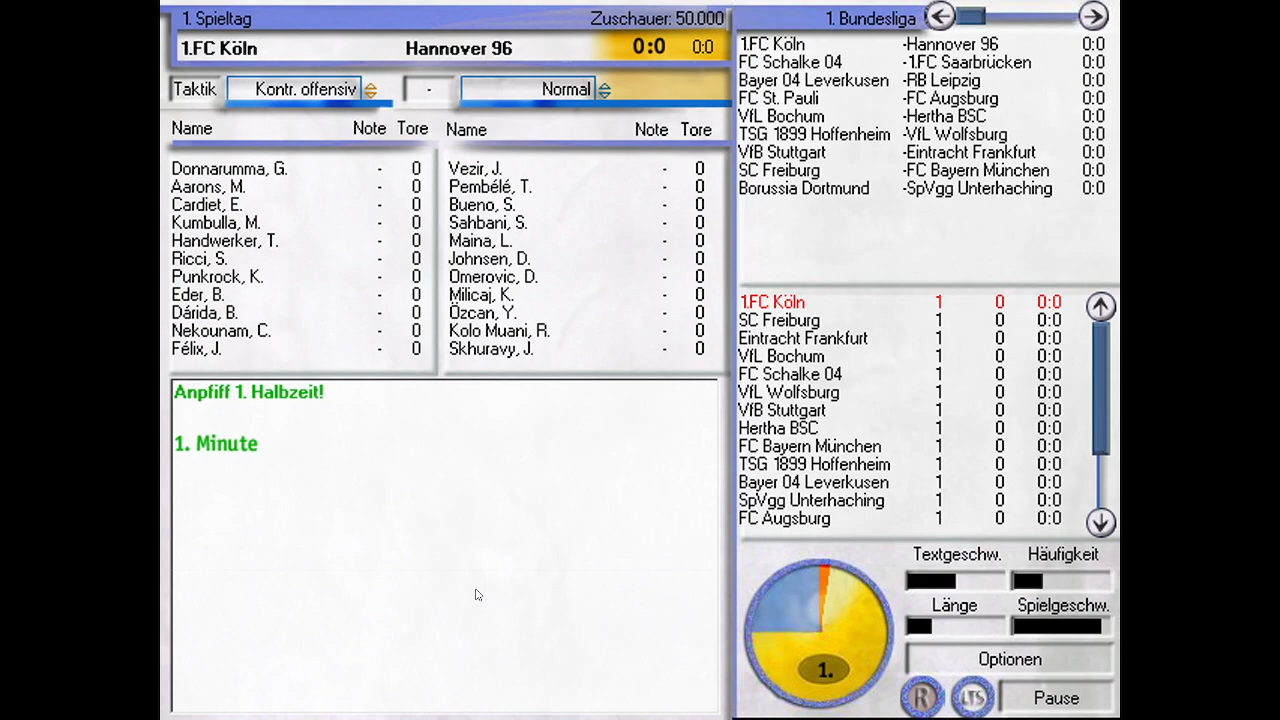 1. Spieltag Zuschauer: 50.000
1.FC Köln Hannover 96 0:0 0:0
Taktik Kontr. offensiv - Normal
Name Note Tore Name Note Tore
Donnarumma, G. - 0 Vezir, J. - 0
Aarons, M. - 0 Pembélé, T. - 0
Cardiet, E. - 0 Bueno, S. - 0
Kumbulla, M. - 0 Sahbani, S. - 0
Handwerker, T. - 0 Maina, L. - 0
Ricci, S. - 0 Johnsen, D. - 0
Punkrock, K. - 0 Omerovic, D. - 0
Eder, B. - 0 Milicaj, K. - 0
Dárida, B. - 0 Özcan, Y. - 0
Nekounam, C. - 0 Kolo Muani, R. - 0
Félix, J. - 0 Skhuravy, J. - 0
Anpfiff 1. Halbzeit!
1. Minute
1. Bundesliga
1.FC Köln -Hannover 96 0:0
FC Schalke 04 -1.FC Saarbrücken 0:0
Bayer 04 Leverkusen -RB Leipzig 0:0
FC St. Pauli -FC Augsburg 0:0
VfL Bochum -Hertha BSC 0:0
TSG 1899 Hoffenheim -VfL Wolfsburg 0:0
VfB Stuttgart -Eintracht Frankfurt 0:0
SC Freiburg -FC Bayern München 0:0
Borussia Dortmund -SpVgg Unterhaching 0:0
1.FC Köln 1 0 0:0
SC Freiburg 1 0 0:0
Eintracht Frankfurt 1 0 0:0
VfL Bochum 1 0 0:0
FC Schalke 04 1 0 0:0
VfL Wolfsburg 1 0 0:0
VfB Stuttgart 1 0 0:0
Hertha BSC 1 0 0:0
FC Bayern München 1 0 0:0
TSG 1899 Hoffenheim 1 0 0:0
Bayer 04 Leverkusen 1 0 0:0
SpVgg Unterhaching 1 0 0:0
FC Augsburg 1 0 0:0
Textgeschw. Häufigkeit
Länge Spielgeschw.
Optionen
1.
R LTS Pause